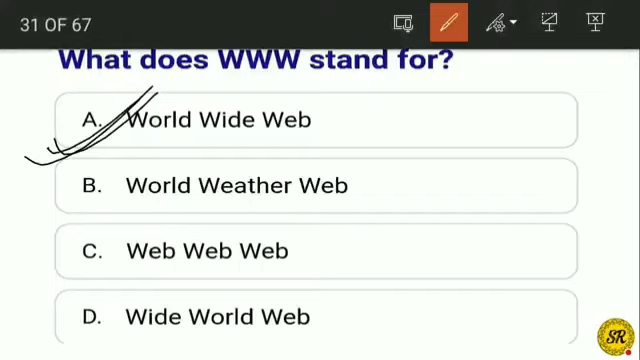 31 OF 67
What does WWW stand for?
A. World Wide Web
B. World Weather Web
C. Web Web Web
D. Wide World Web
SR